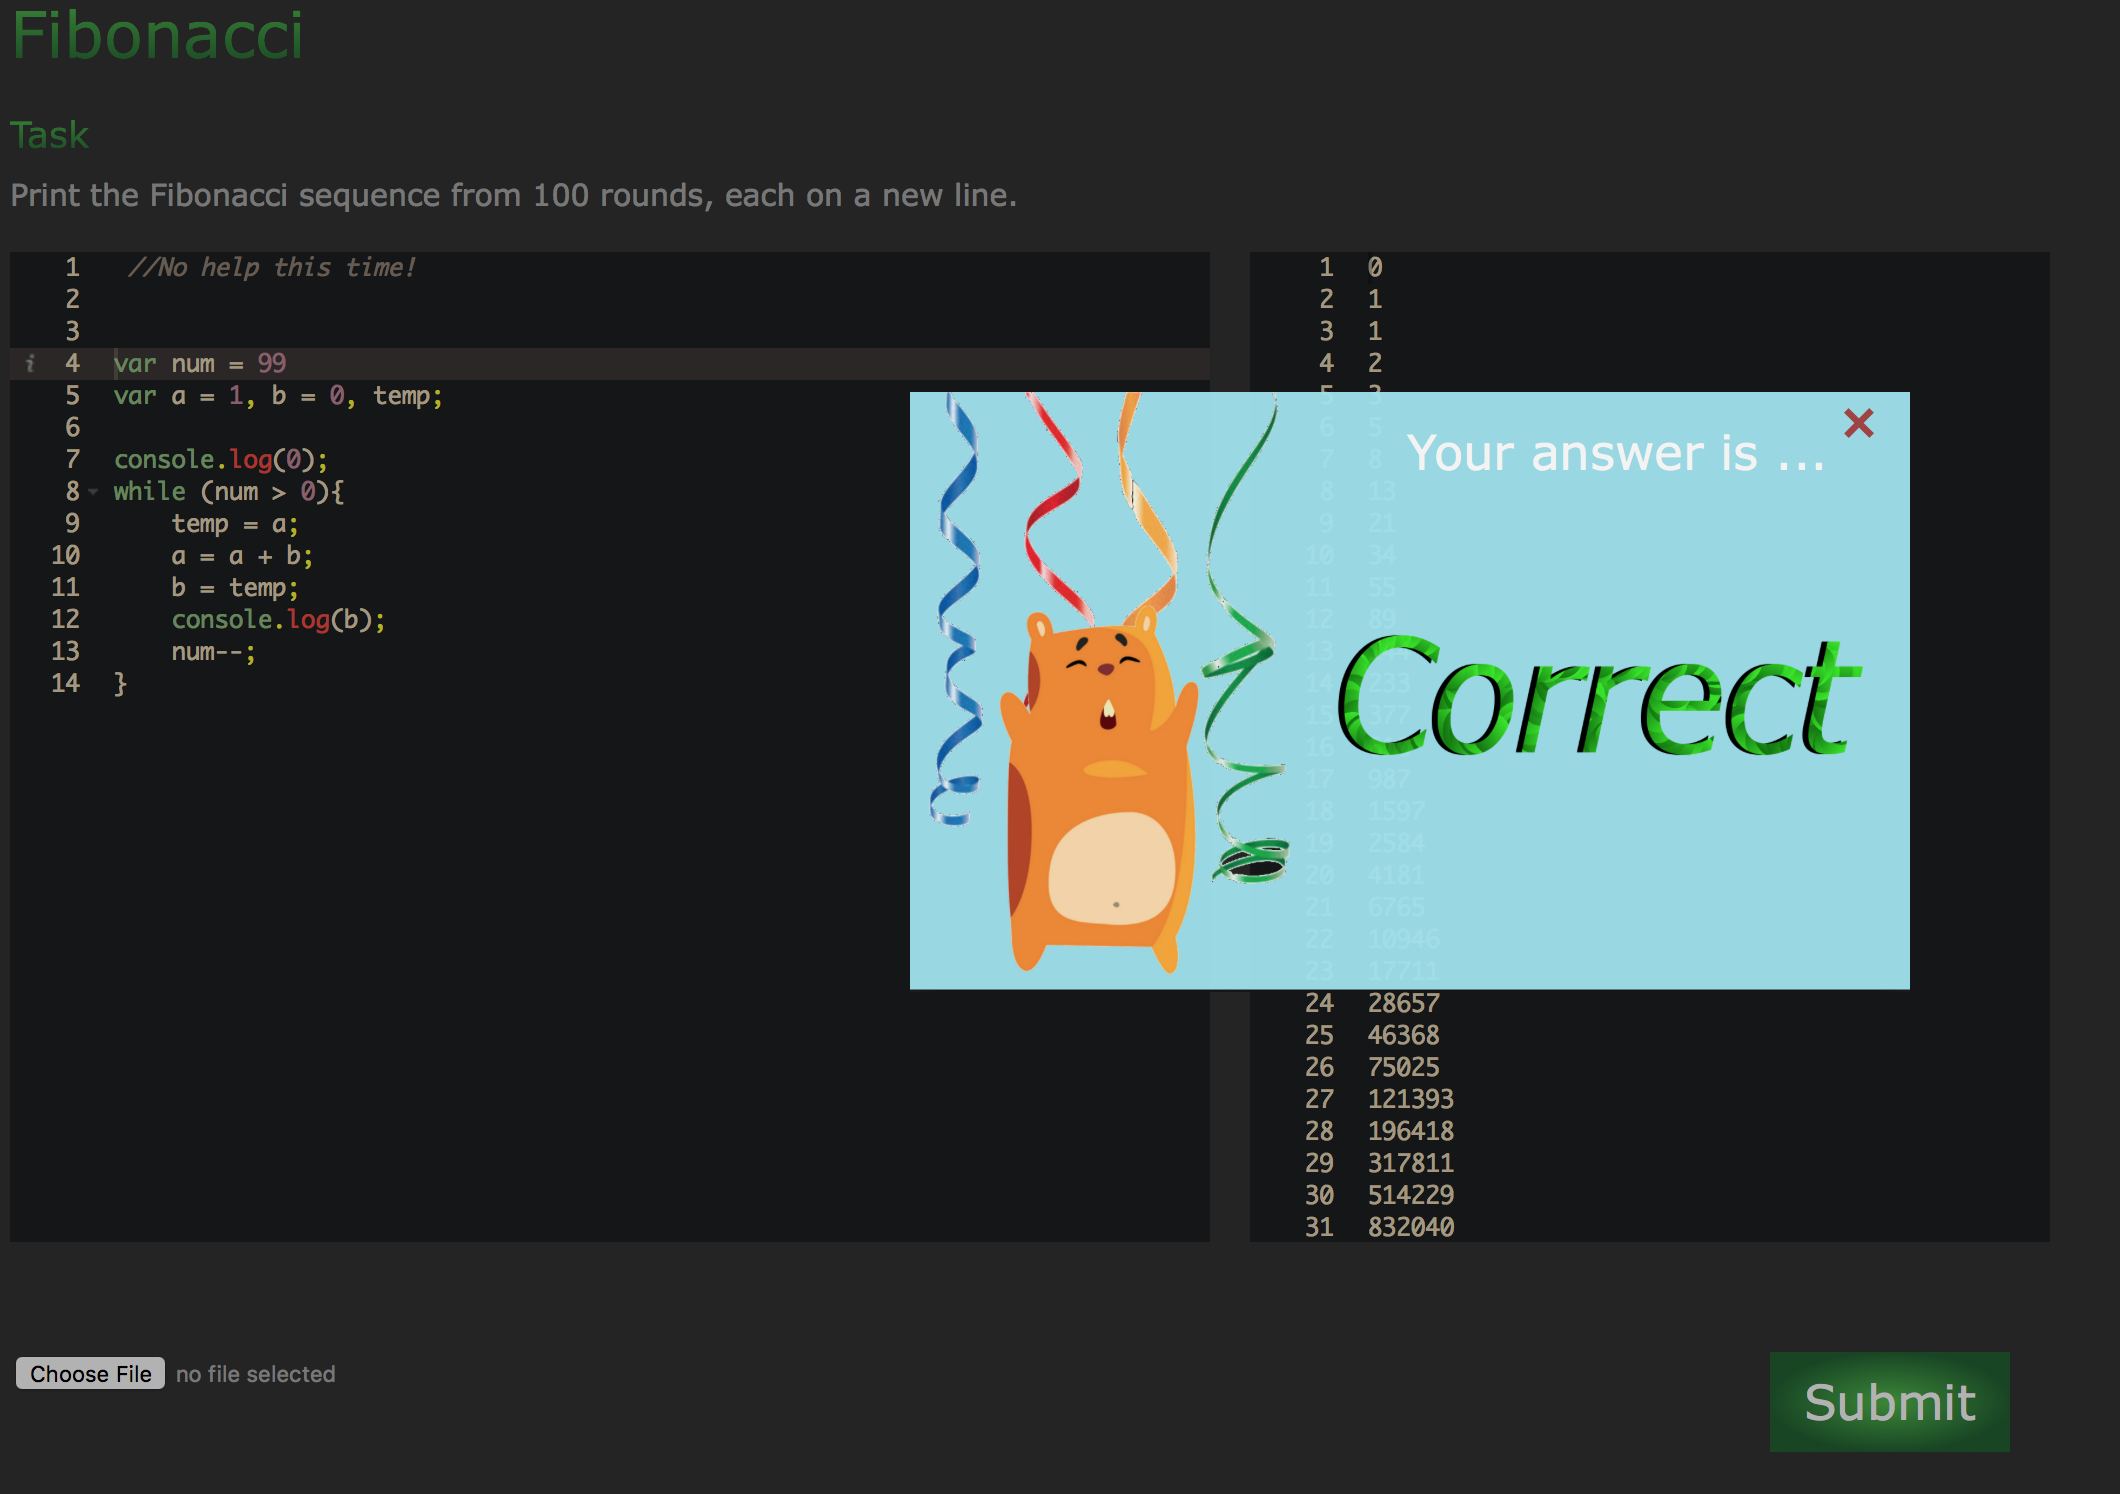 Fibonacci
Task
Print the Fibonacci sequence from 100 rounds, each on a new line.
1 //No help this time!
2
3
i 4 var num = 99
5 var a = 1, b = 0, temp;
6
7 console.log(0);
8 while (num > 0){
9 temp = a;
10 a = a + b;
11 b = temp;
12 console.log(b);
13 num--;
14 }
1 0
2 1
3 1
4 2
5 3
6 5
7 8
8 13
9 21
10 34
11 55
12 89
13
14 233
15 377
16
17 987
18 1597
19 2584
20 4181
21 6765
22 10946
23 17711
24 28657
25 46368
26 75025
27 121393
28 196418
29 317811
30 514229
31 832040
Your answer is ...
Correct
Choose File no file selected
Submit